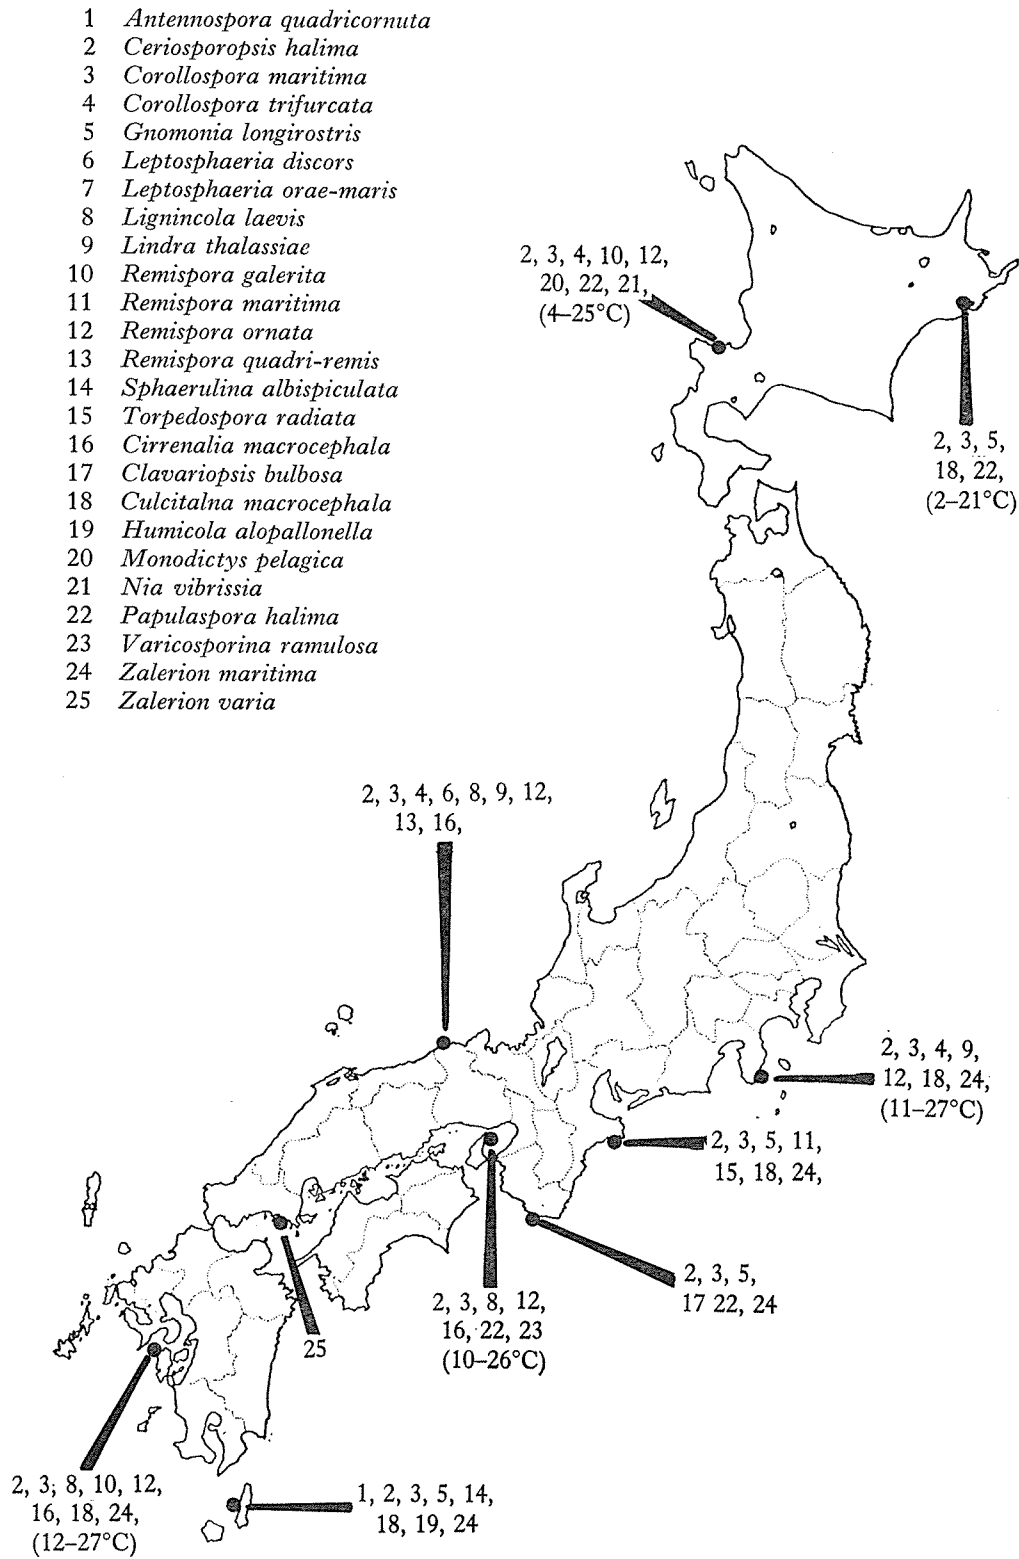 1 Antennospora quadricornuta
2 Ceriosporopsis halima
3 Corollospora maritima
4 Corollospora trifurcata
5 Gnomonia longirostris
6 Leptosphaeria discors
7 Leptosphaeria orae-maris
8 Lignincola laevis
9 Lindra thalassiae
10 Remispora galerita
11 Remispora maritima
12 Remispora ornata
13 Remispora quadri-remis
14 Sphaerulina albispiculata
15 Torpedospora radiata
16 Cirrenalia macrocephala
17 Clavariopsis bulbosa
18 Culcitalna macrocephala
19 Humicola alopallonella
20 Monodictys pelagica
21 Nia vibrissia
22 Papulaspora halima
23 Varicosporina ramulosa
24 Zalerion maritima
25 Zalerion varia
2, 3, 4, 10, 12,
20, 22, 21,
(4–25°C)
2, 3, 5,
18, 22,
(2–21°C)
2, 3, 4, 6, 8, 9, 12,
13, 16,
2, 3, 4, 9,
12, 18, 24,
(11–27°C)
2, 3, 5, 11,
15, 18, 24,
2, 3, 5,
17 22, 24
2, 3, 8, 12,
16, 22, 23
(10–26°C)
25
2, 3; 8, 10, 12,
16, 18, 24,
(12–27°C)
1, 2, 3, 5, 14,
18, 19, 24